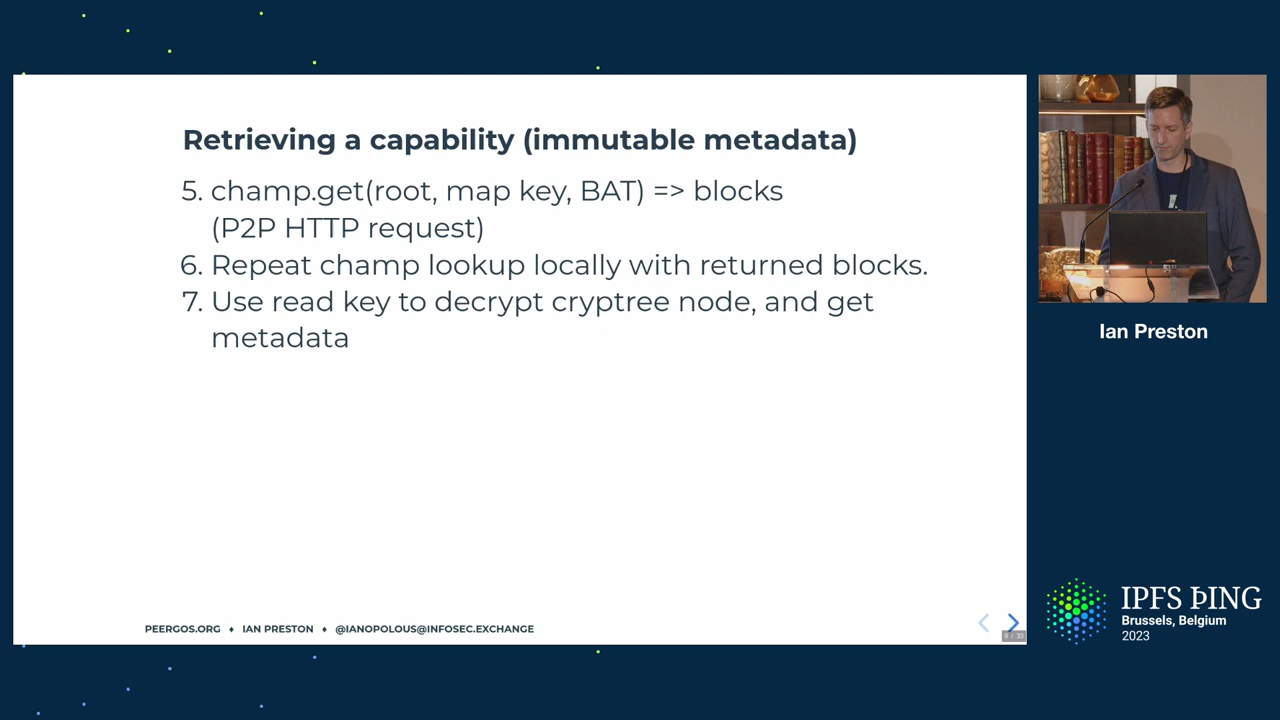 Retrieving a capability (immutable metadata)
5. champ.get(root, map key, BAT) => blocks
(P2P HTTP request)
6. Repeat champ lookup locally with returned blocks.
7. Use read key to decrypt cryptree node, and get
metadata
PEERGOS.ORG ♦ IAN PRESTON ♦ @IANOPOLOUS@INFOSEC.EXCHANGE
9 / 33
Ian Preston
IPFS ÞING
Brussels, Belgium
2023